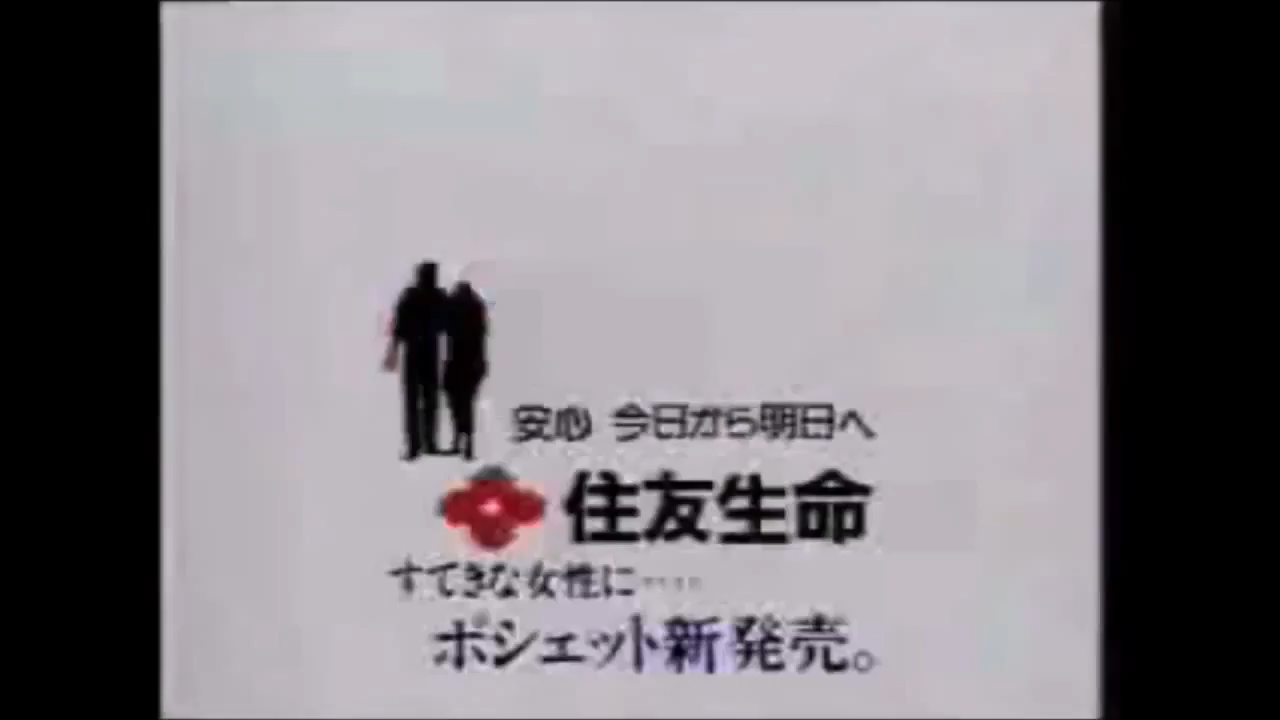 安心 今日から明日へ
住友生命
すてきな女性に‥‥
ポシェット新発売。